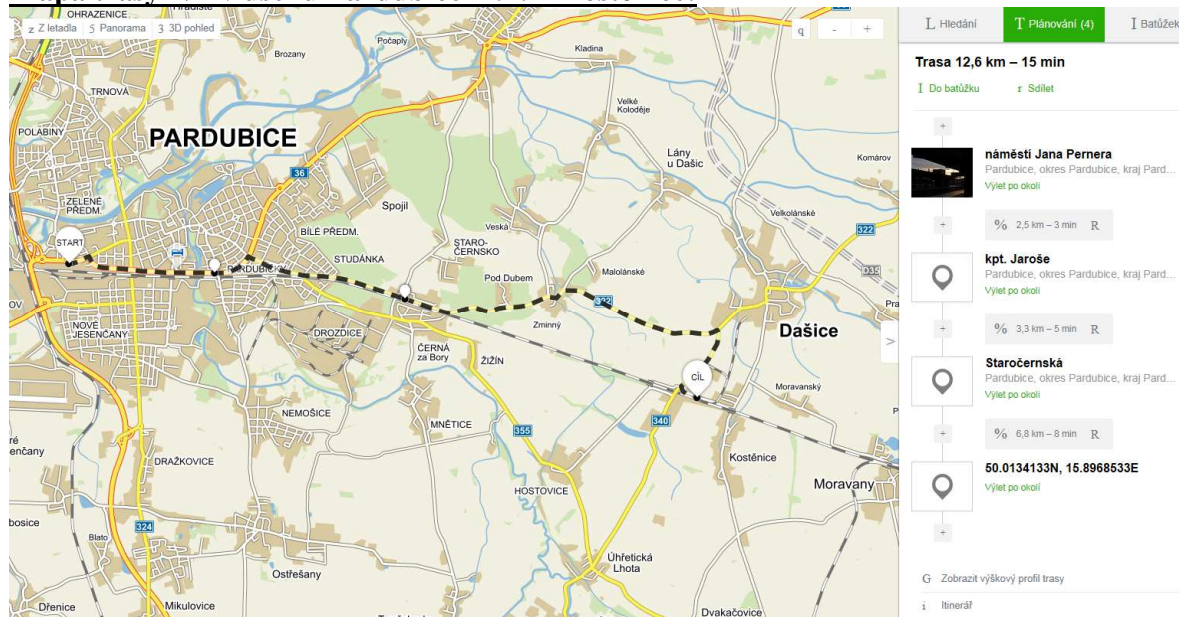 z Z letadla 5 Panorama 3 3D pohled
q - +
L Hledání T Plánování (4) I Batůžek
Trasa 12,6 km – 15 min
I Do batůžku r Sdílet
+
náměstí Jana Pernera
Pardubice, okres Pardubice, kraj Pard...
Výlet po okolí
+ % 2,5 km – 3 min R
kpt. Jaroše
Pardubice, okres Pardubice, kraj Pard...
Výlet po okolí
+ % 3,3 km – 5 min R
Staročernská
Pardubice, okres Pardubice, kraj Pard...
Výlet po okolí
+ % 6,8 km – 8 min R
50.0134133N, 15.8968533E
Výlet po okolí
+
G Zobrazit výškový profil trasy
i Itinerář
OHRAZENICE
Brozany
Počaply
Kladina
TRNOVÁ
POLABINY
PARDUBICE
Velké
Koloděje
Lány
u Dašic
Komárov
36
ZELENÉ
PŘEDM.
Spojil
BÍLÉ PŘEDM.
Veská
Velkolánské
322
START
STARO-
ČERNSKO
PARDUBIČKY
STUDÁNKA
Pod Dubem
Malolánské
D35
322
Zminný
NOVÉ
JESENČANY
DROZDICE
ČERNÁ
za Bory
ŽIŽÍN
Dašice
>
CÍL
Moravanský
NEMOŠICE
MNĚTICE
355
340
Kostěnice
DRAŽKOVICE
HOSTOVICE
Moravany
324
Blato
Ostřešany
Úhřetická
Lhota
Dřenice
Mikulovice
Dvakačovice